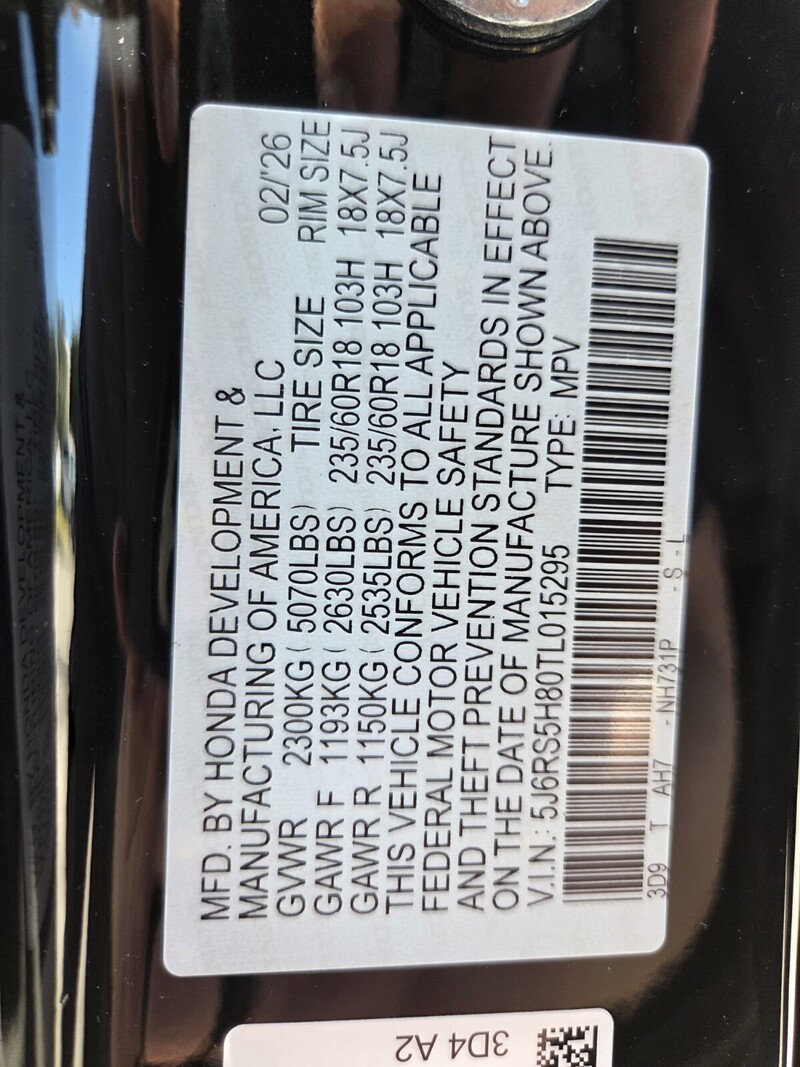 MFD. BY HONDA DEVELOPMENT &
MANUFACTURING OF AMERICA, LLC 02/'26
GVWR 2300KG ( 5070LBS) TIRE SIZE RIM SIZE
GAWR F 1193KG ( 2630LBS) 235/60R18 103H 18X7.5J
GAWR R 1150KG ( 2535LBS) 235/60R18 103H 18X7.5J
THIS VEHICLE CONFORMS TO ALL APPLICABLE
FEDERAL MOTOR VEHICLE SAFETY
AND THEFT PREVENTION STANDARDS IN EFFECT
ON THE DATE OF MANUFACTURE SHOWN ABOVE.
V.I.N.: 5J6RS5H80TL015295 TYPE: MPV
3D9 T AH7 - NH731P - S - L
3D4 A2